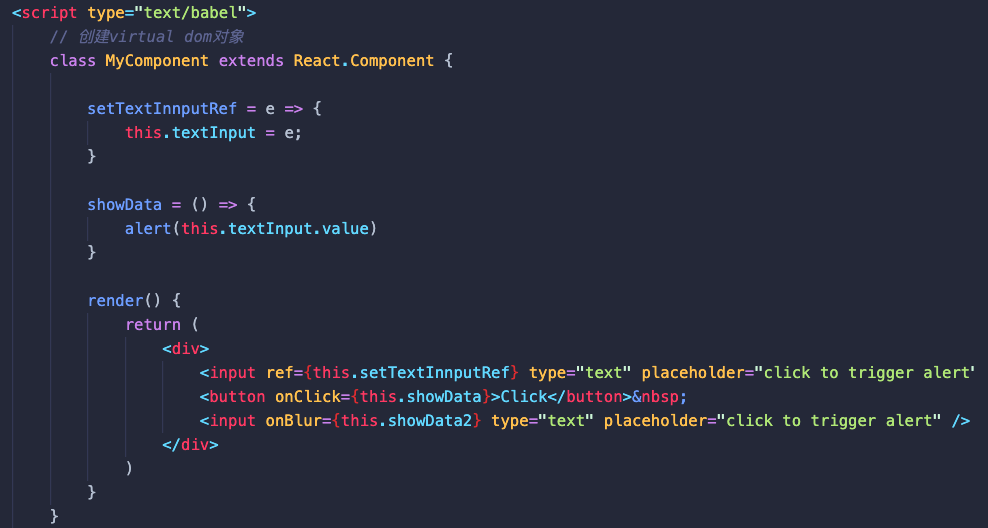 <script type="text/babel">
// 创建virtual dom对象
class MyComponent extends React.Component {
setTextInnputRef = e => {
this.textInput = e;
}
showData = () => {
alert(this.textInput.value)
}
render() {
return (
<div>
<input ref={this.setTextInnputRef} type="text" placeholder="click to trigger alert"
<button onClick={this.showData}>Click</button>&nbsp;
<input onBlur={this.showData2} type="text" placeholder="click to trigger alert" />
</div>
)
}
}